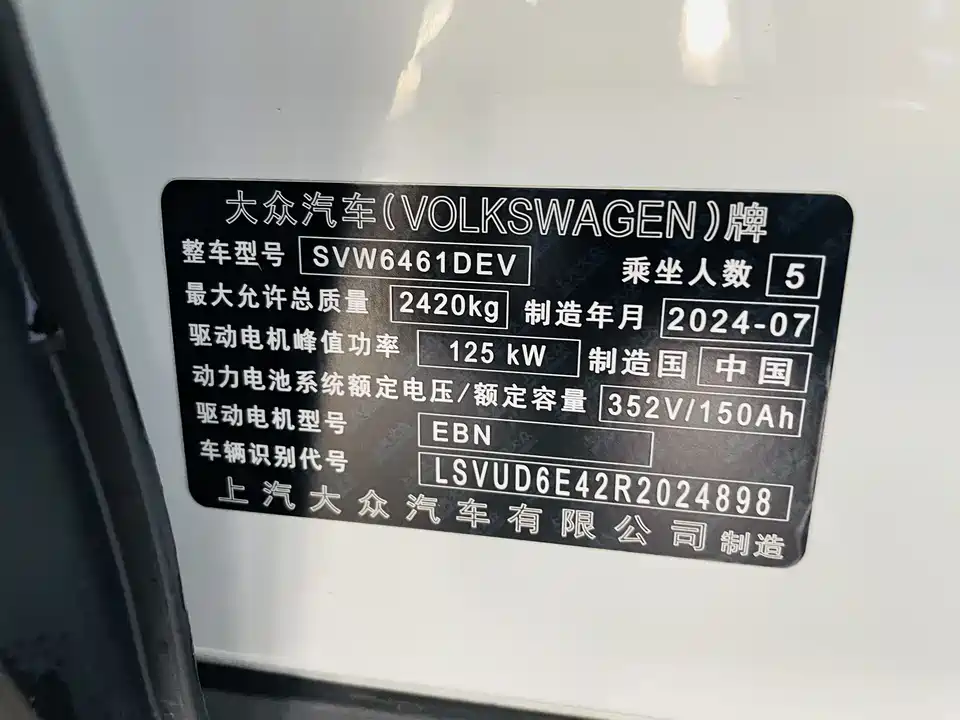 大众汽车(VOLKSWAGEN)牌
整车型号 SVW6461DEV 乘坐人数 5
最大允许总质量 2420kg 制造年月 2024-07
驱动电机峰值功率 125 kW 制造国 中国
动力电池系统额定电压/额定容量 352V/150Ah
驱动电机型号 EBN
车辆识别代号 LSVUD6E42R2024898
上汽大众汽车有限公司 制造